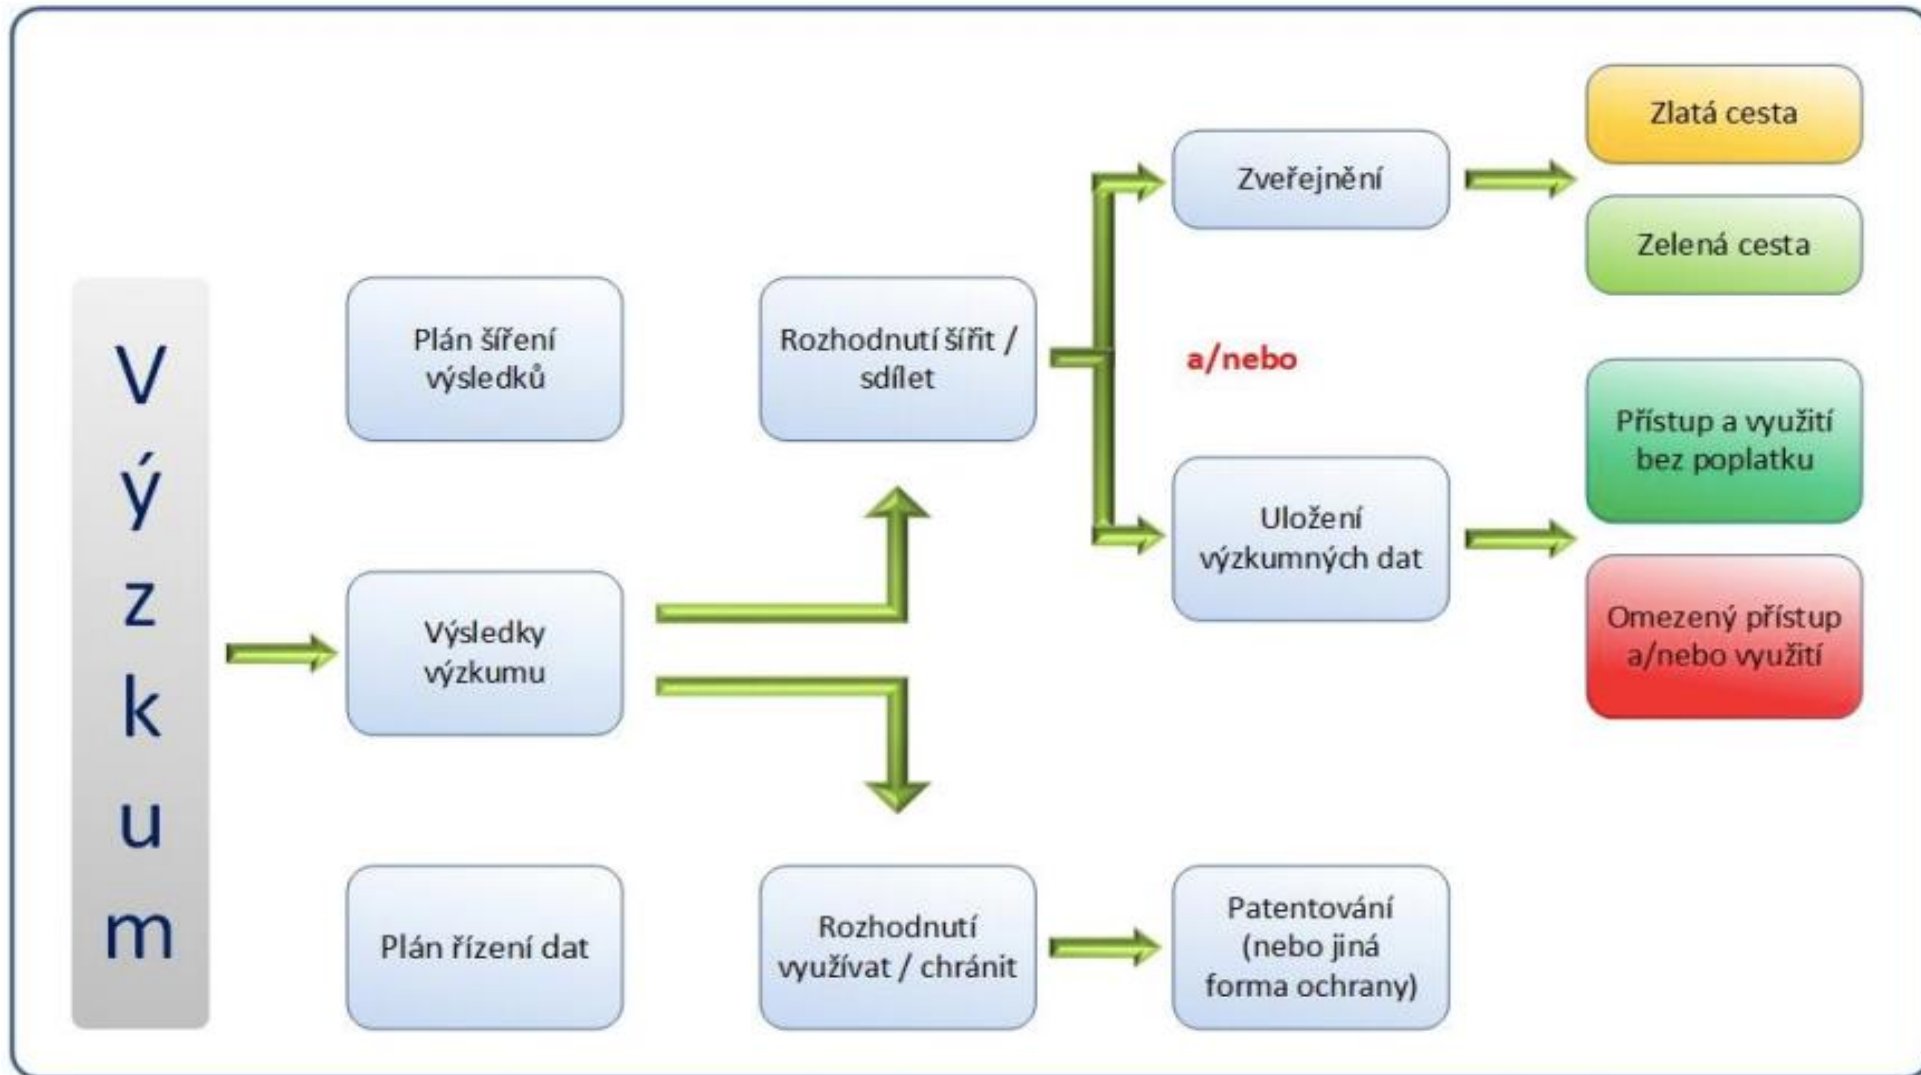 Výzkum
Plán šíření
výsledků
Výsledky
výzkumu
Plán řízení dat
Rozhodnutí šířit /
sdílet
Rozhodnutí
využívat / chránit
a/nebo
Zveřejnění
Uložení
výzkumných dat
Patentování
(nebo jiná
forma ochrany)
Zlatá cesta
Zelená cesta
Přístup a využití
bez poplatku
Omezený přístup
a/nebo využití